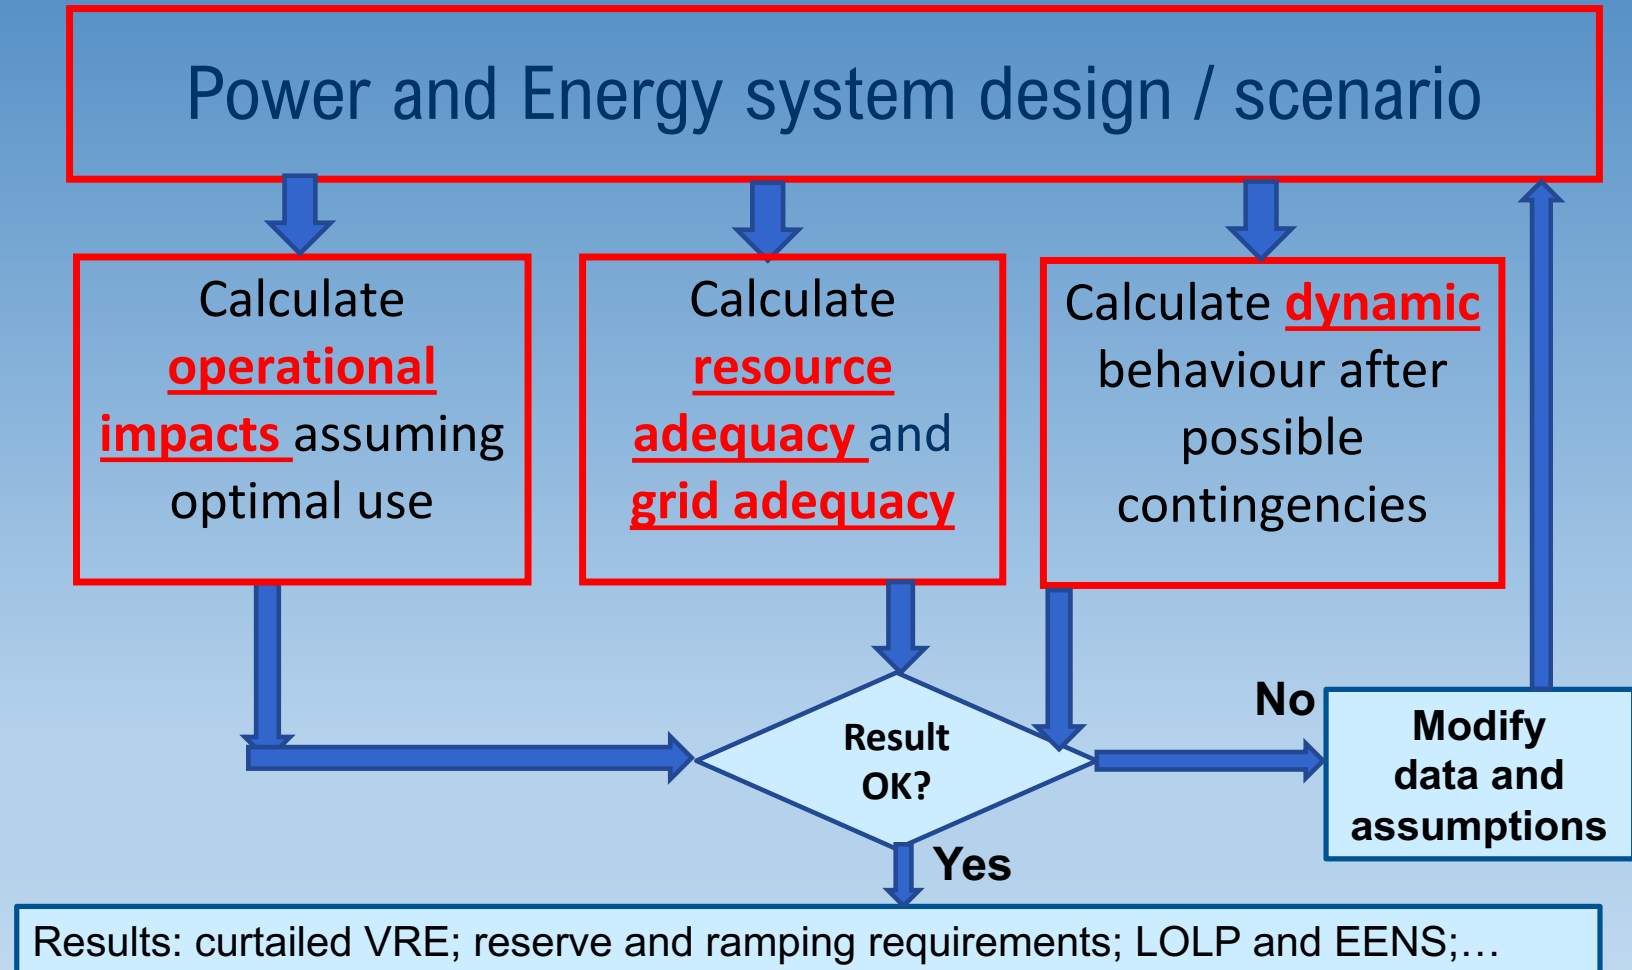 Power and Energy system design / scenario
Calculate
operational
impacts assuming
optimal use
Calculate
resource
adequacy and
grid adequacy
Calculate dynamic
behaviour after
possible
contingencies
Result
OK?
No
Modify
data and
assumptions
Yes
Results: curtailed VRE; reserve and ramping requirements; LOLP and EENS;…